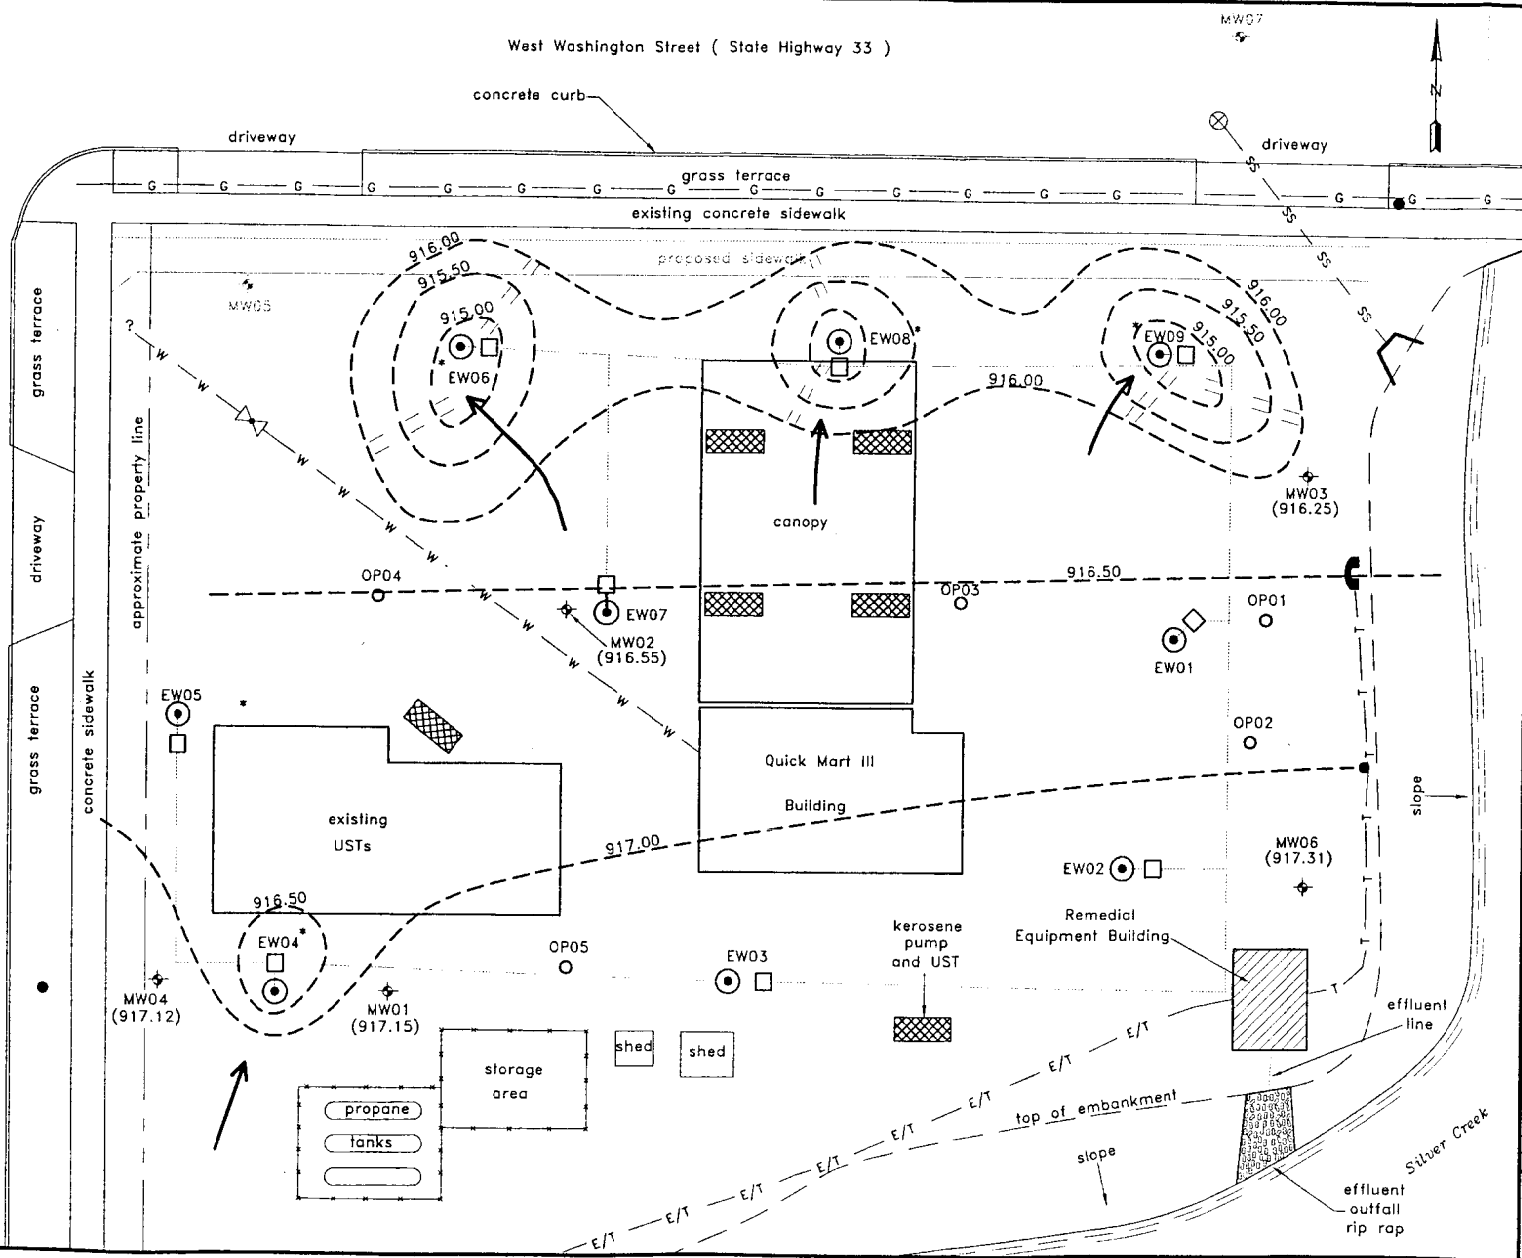 MW07
West Washington Street ( State Highway 33 )
N
concrete curb
driveway
driveway
SS
grass terrace
G G G G G G G G G G G G G G G G G
existing concrete sidewalk
SS
916.00
proposed sidewalk
SS
915.50
916.00
MW05
grass terrace
915.00
915.50
SS
?
W
*
EW08
*
EW09
915.00
*
EW06
916.00
W
W
W
approximate property line
MW03
(916.25)
W
canopy
driveway
W
OP04
916.50
W
OP03
OP01
EW07
W
MW02
(916.55)
T
W
EW01
EW05
*
W
T
OP02
W
T
grass terrace
concrete sidewalk
Quick Mart III
Building
existing
USTs
slope
T
917.00
MW06
(917.31)
EW02
T
916.50
*
EW04
Remedial
Equipment Building
kerosene
pump
and UST
T
OP05
EW03
MW04
(917.12)
MW01
(917.15)
T
effluent
line
E/T
shed
shed
storage
area
E/T
propane
tanks
E/T
top of embankment
E/T
E/T
slope
Silver Creek
E/T
E/T
E/T
effluent
outfall
rip rap